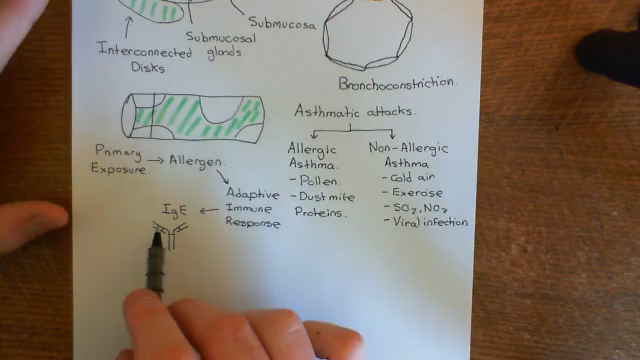 Submucosa
Submucosal
glands
Interconnected
Disks
Bronchoconstriction.
Asthmatic attacks.
Allergic
Asthma.
- Pollen.
- Dust mite
Proteins.
Non-Allergic
Asthma
- Cold air
- Exercise
- SO2, NO2
- Viral infection
Primary
Exposure.
Allergen.
Adaptive
Immune
Response
IgE